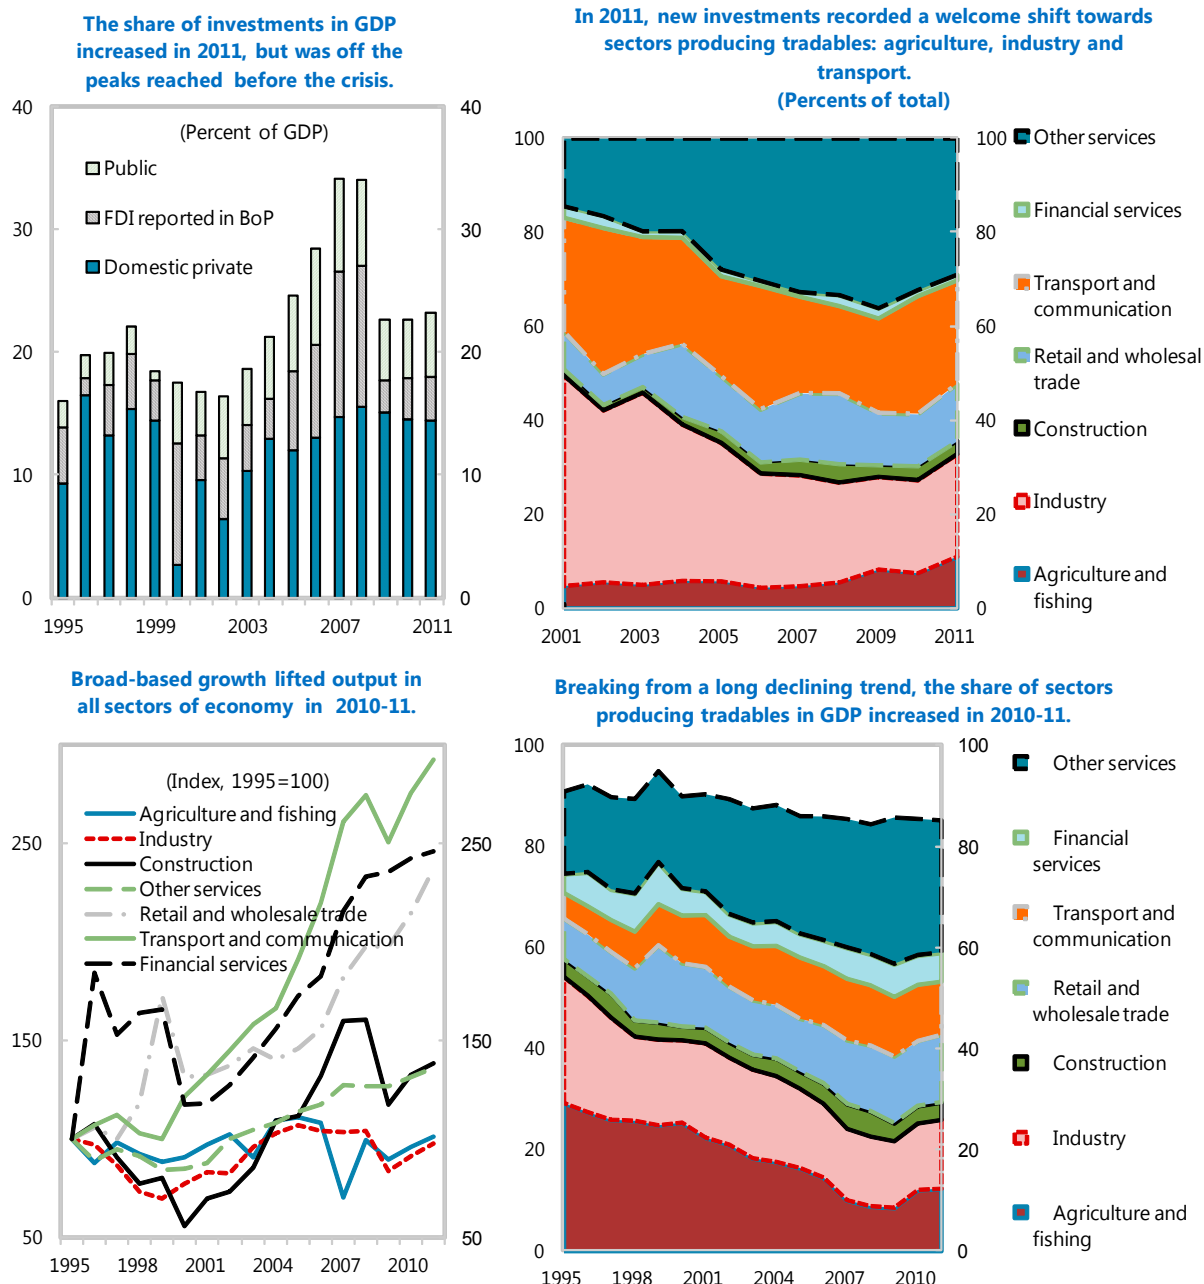 The share of investments in GDP
increased in 2011, but was off the
peaks reached before the crisis.
40
40
(Percent of GDP)
Public
30
30
FDI reported in BoP
Domestic private
20
20
10
10
0
0
1995
1999
2003
2007
2011
In 2011, new investments recorded a welcome shift towards
sectors producing tradables: agriculture, industry and
transport.
(Percents of total)
100
100
Other services
80
80
Financial services
60
60
Transport and
communication
40
40
Retail and wholesal
trade
Construction
20
20
Industry
0
0
Agriculture and
fishing
2001
2003
2005
2007
2009
2011
Broad-based growth lifted output in
all sectors of economy in 2010-11.
(Index, 1995=100)
Agriculture and fishing
Industry
250
250
Construction
Other services
Retail and wholesale trade
Transport and communication
Financial services
150
150
50
50
1995
1998
2001
2004
2007
2010
Breaking from a long declining trend, the share of sectors
producing tradables in GDP increased in 2010-11.
100
100
Other services
80
80
Financial
services
60
60
Transport and
communication
40
40
Retail and
wholesale trade
Construction
20
20
Industry
0
0
Agriculture and
fishing
1995
1998
2001
2004
2007
2010